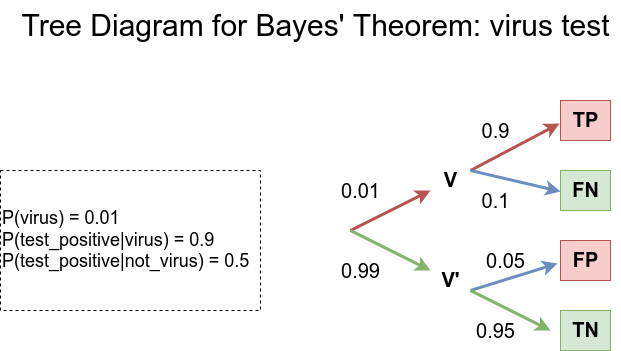 Tree Diagram for Bayes' Theorem: virus test
P(virus) = 0.01
P(test_positive|virus) = 0.9
P(test_positive|not_virus) = 0.5
0.01
0.99
V
V'
0.9
0.1
0.05
0.95
TP
FN
FP
TN